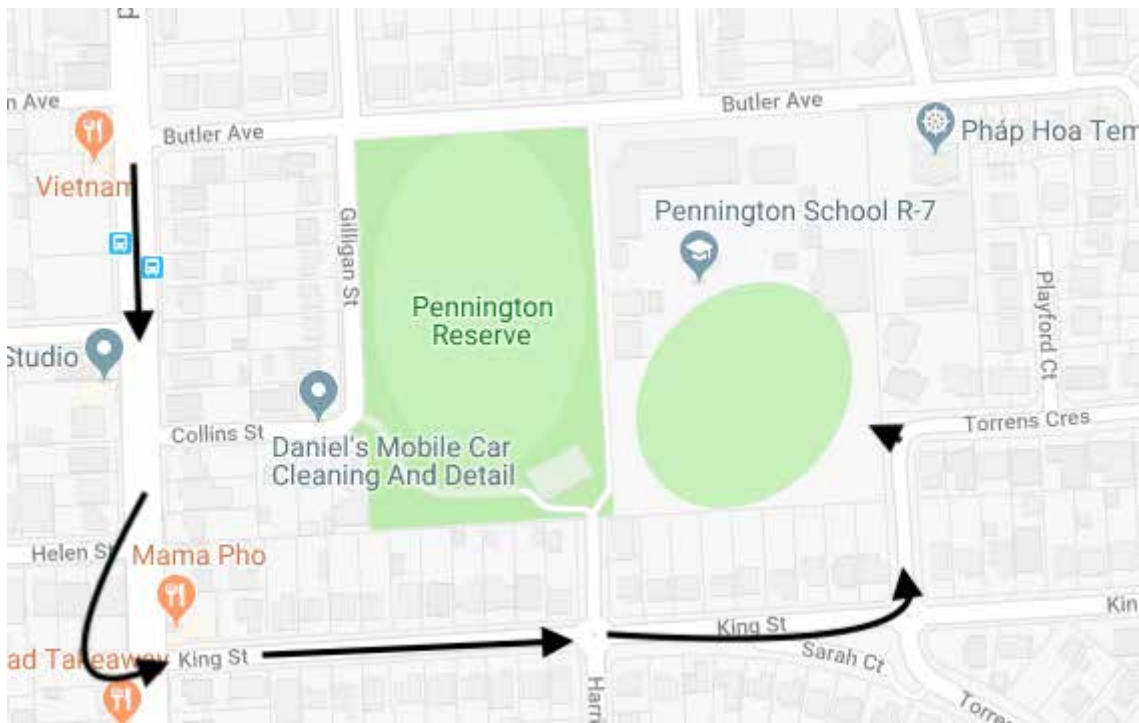 n Ave
Butler Ave
Butler Ave
Pháp Hoa Tem
Vietnam
Pennington School R-7
Gilligan St
Pennington
Reserve
Playford Ct
Studio
Collins St
Torrens Cres
Daniel's Mobile Car
Cleaning And Detail
Helen St
Mama Pho
King St
Kin
ad Takeaway
King St
Sarah Ct
Harri
Torre